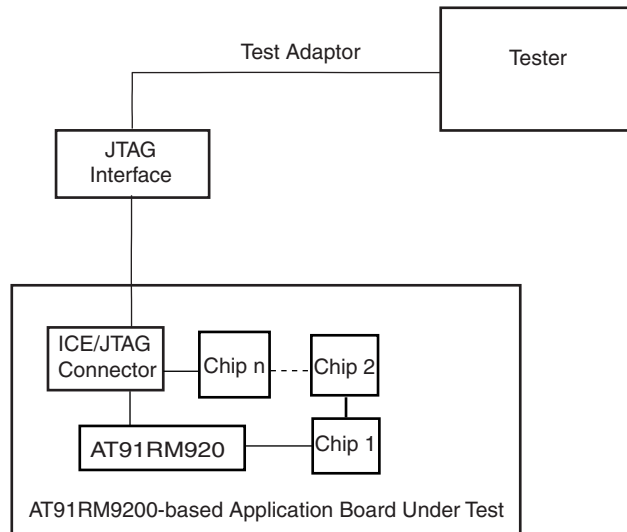 Test Adaptor
Tester
JTAG
Interface
ICE/JTAG
Connector
Chip n
Chip 2
AT91RM920
Chip 1
AT91RM9200-based Application Board Under Test